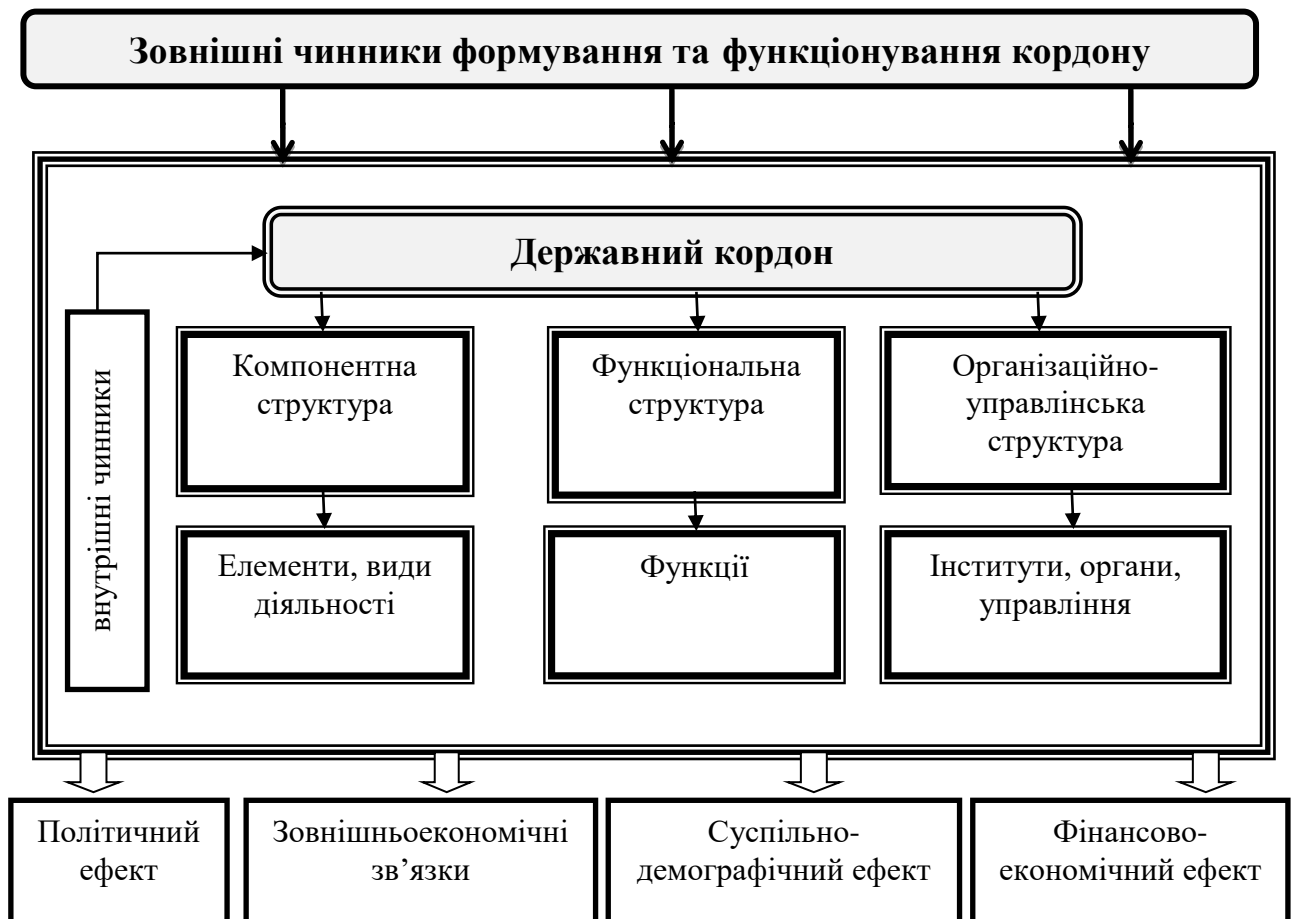 Зовнішні чинники формування та функціонування кордону
Державний кордон
внутрішні чинники
Компонентна
структура
Функціональна
структура
Організаційно-
управлінська
структура
Елементи, види
діяльності
Функції
Інститути, органи,
управління
Політичний
ефект
Зовнішньоекономічні
зв’язки
Суспільно-
демографічний ефект
Фінансово-
економічний ефект